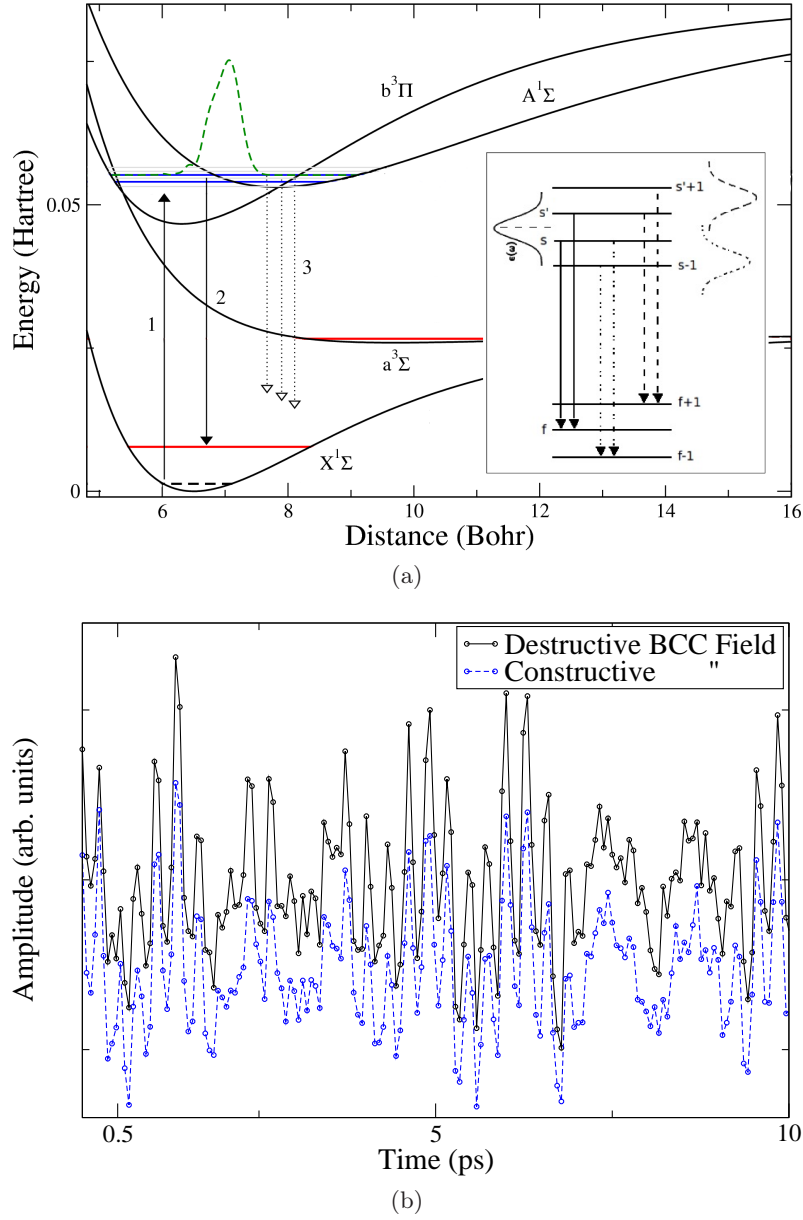 Energy (Hartree)
0.05
0
b³Π
A¹Σ
1
2
3
a³Σ
X¹Σ
s'+1
s'
s
s-1
ε(ω)
f+1
f
f-1
6
8
10
12
14
16
Distance (Bohr)
(a)
Destructive BCC Field
Constructive "
Amplitude (arb. units)
0.5
5
10
Time (ps)
(b)